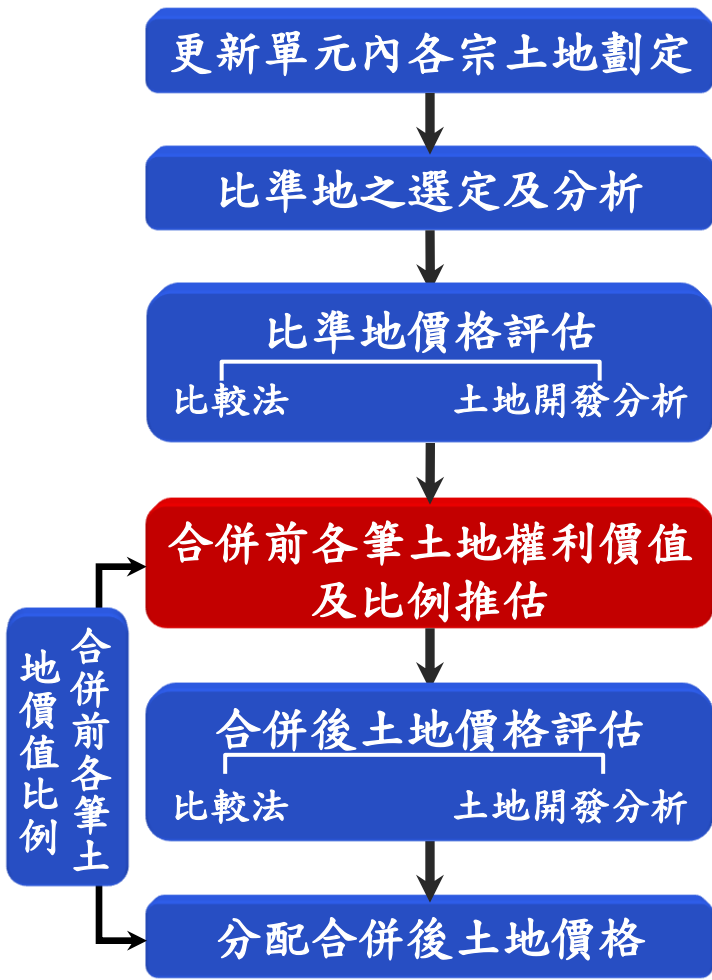 更新單元內各宗土地劃定
比準地之選定及分析
比準地價格評估
比較法
土地開發分析
合併前各筆土地權利價值
及比例推估
合併前各筆土
地價值比例
合併後土地價格評估
比較法
土地開發分析
分配合併後土地價格